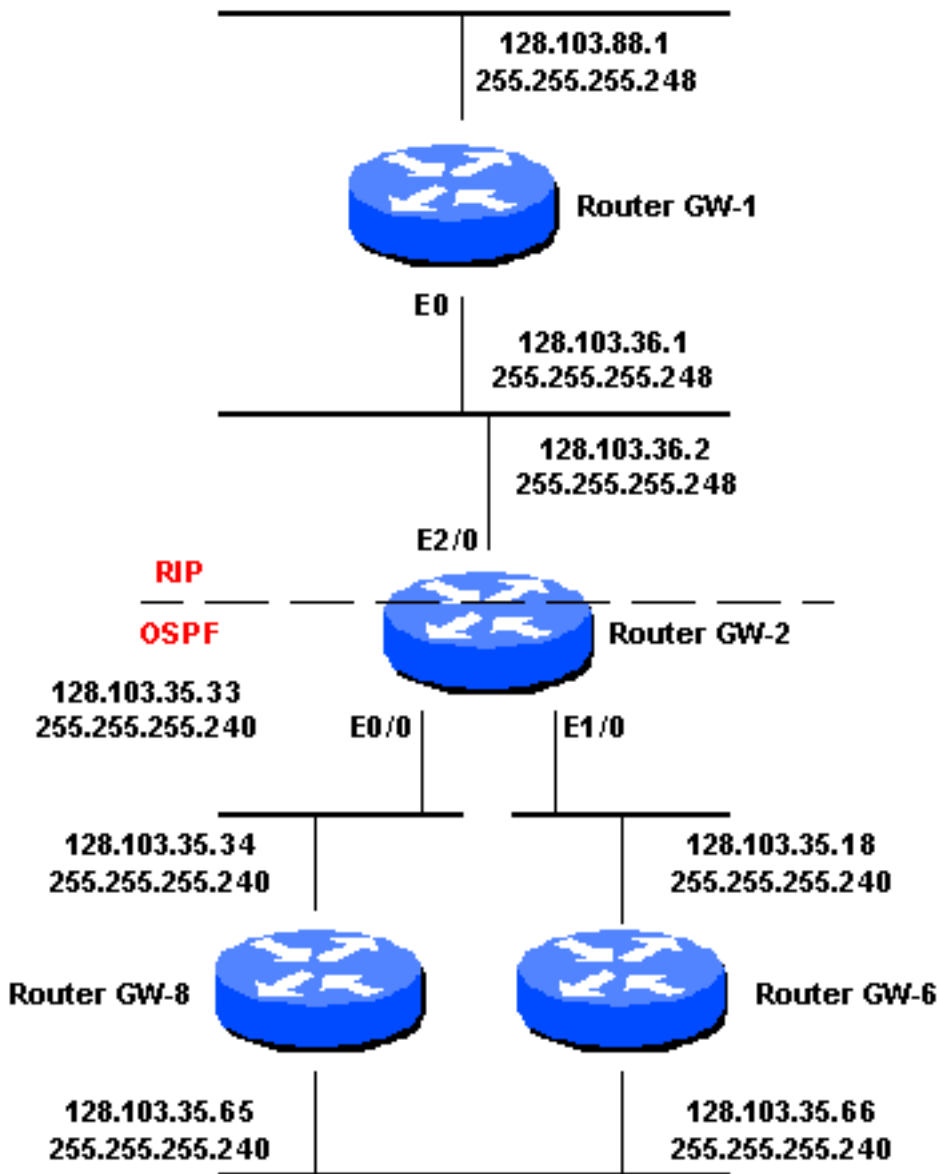 128.103.88.1
255.255.255.248
Router GW-1
E0
128.103.36.1
255.255.255.248
128.103.36.2
255.255.255.248
E2/0
RIP
OSPF
Router GW-2
128.103.35.33
255.255.255.240
E0/0
E1/0
128.103.35.34
255.255.255.240
128.103.35.18
255.255.255.240
Router GW-8
Router GW-6
128.103.35.65
255.255.255.240
128.103.35.66
255.255.255.240